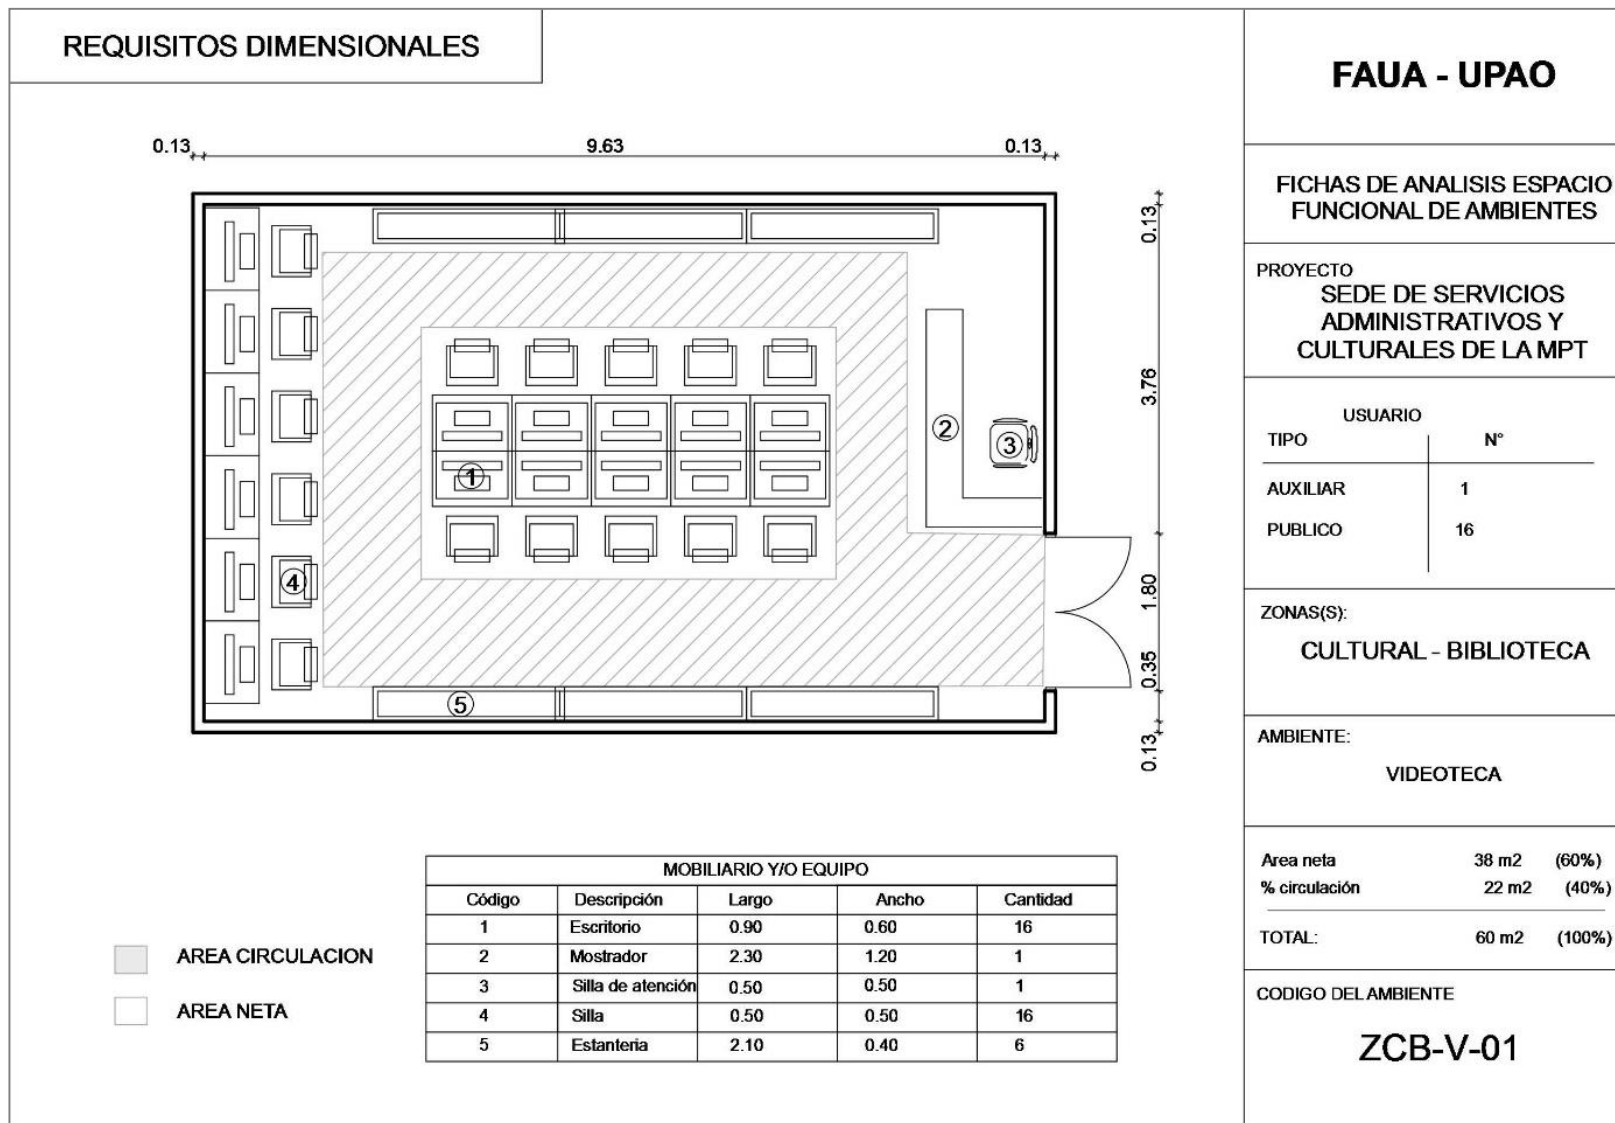 REQUISITOS DIMENSIONALES
0.13
9.63
0.13
0.13
3.76
1.80
0.35
0.13
1
2
3
4
5
AREA CIRCULACION
AREA NETA
MOBILIARIO Y/O EQUIPO
Código Descripción Largo Ancho Cantidad
1 Escritorio 0.90 0.60 16
2 Mostrador 2.30 1.20 1
3 Silla de atención 0.50 0.50 1
4 Silla 0.50 0.50 16
5 Estanteria 2.10 0.40 6
FAUA - UPAO
FICHAS DE ANALISIS ESPACIO
FUNCIONAL DE AMBIENTES
PROYECTO
SEDE DE SERVICIOS
ADMINISTRATIVOS Y
CULTURALES DE LA MPT
USUARIO
TIPO N°
AUXILIAR 1
PUBLICO 16
ZONAS(S):
CULTURAL - BIBLIOTECA
AMBIENTE:
VIDEOTECA
Area neta 38 m2 (60%)
% circulación 22 m2 (40%)
TOTAL: 60 m2 (100%)
CODIGO DEL AMBIENTE
ZCB-V-01